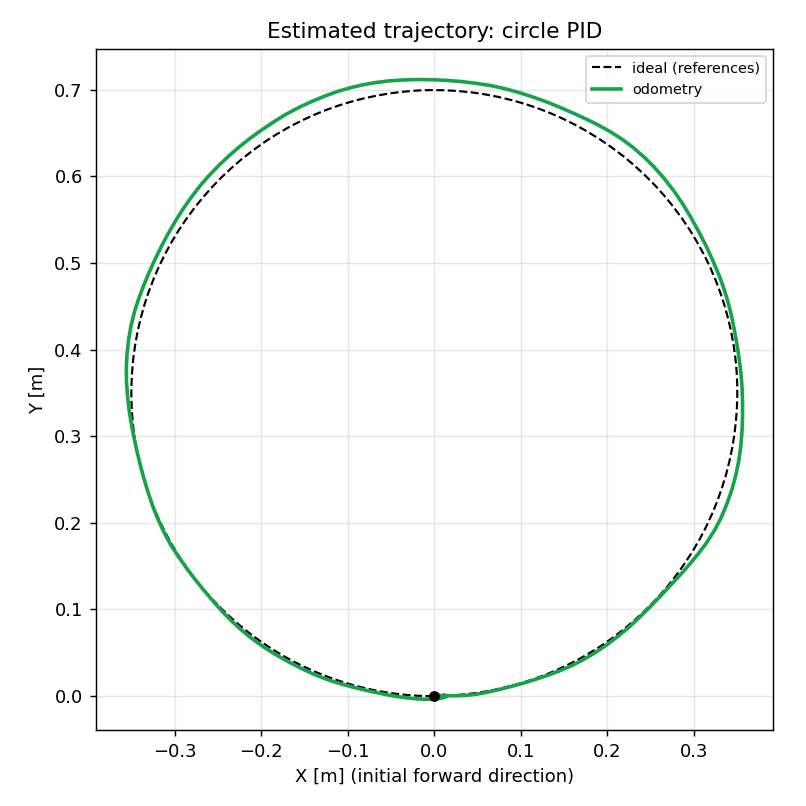 Estimated trajectory: circle PID
ideal (references)
odometry
Y [m]
0.7
0.6
0.5
0.4
0.3
0.2
0.1
0.0
−0.3 −0.2 −0.1 0.0 0.1 0.2 0.3
X [m] (initial forward direction)